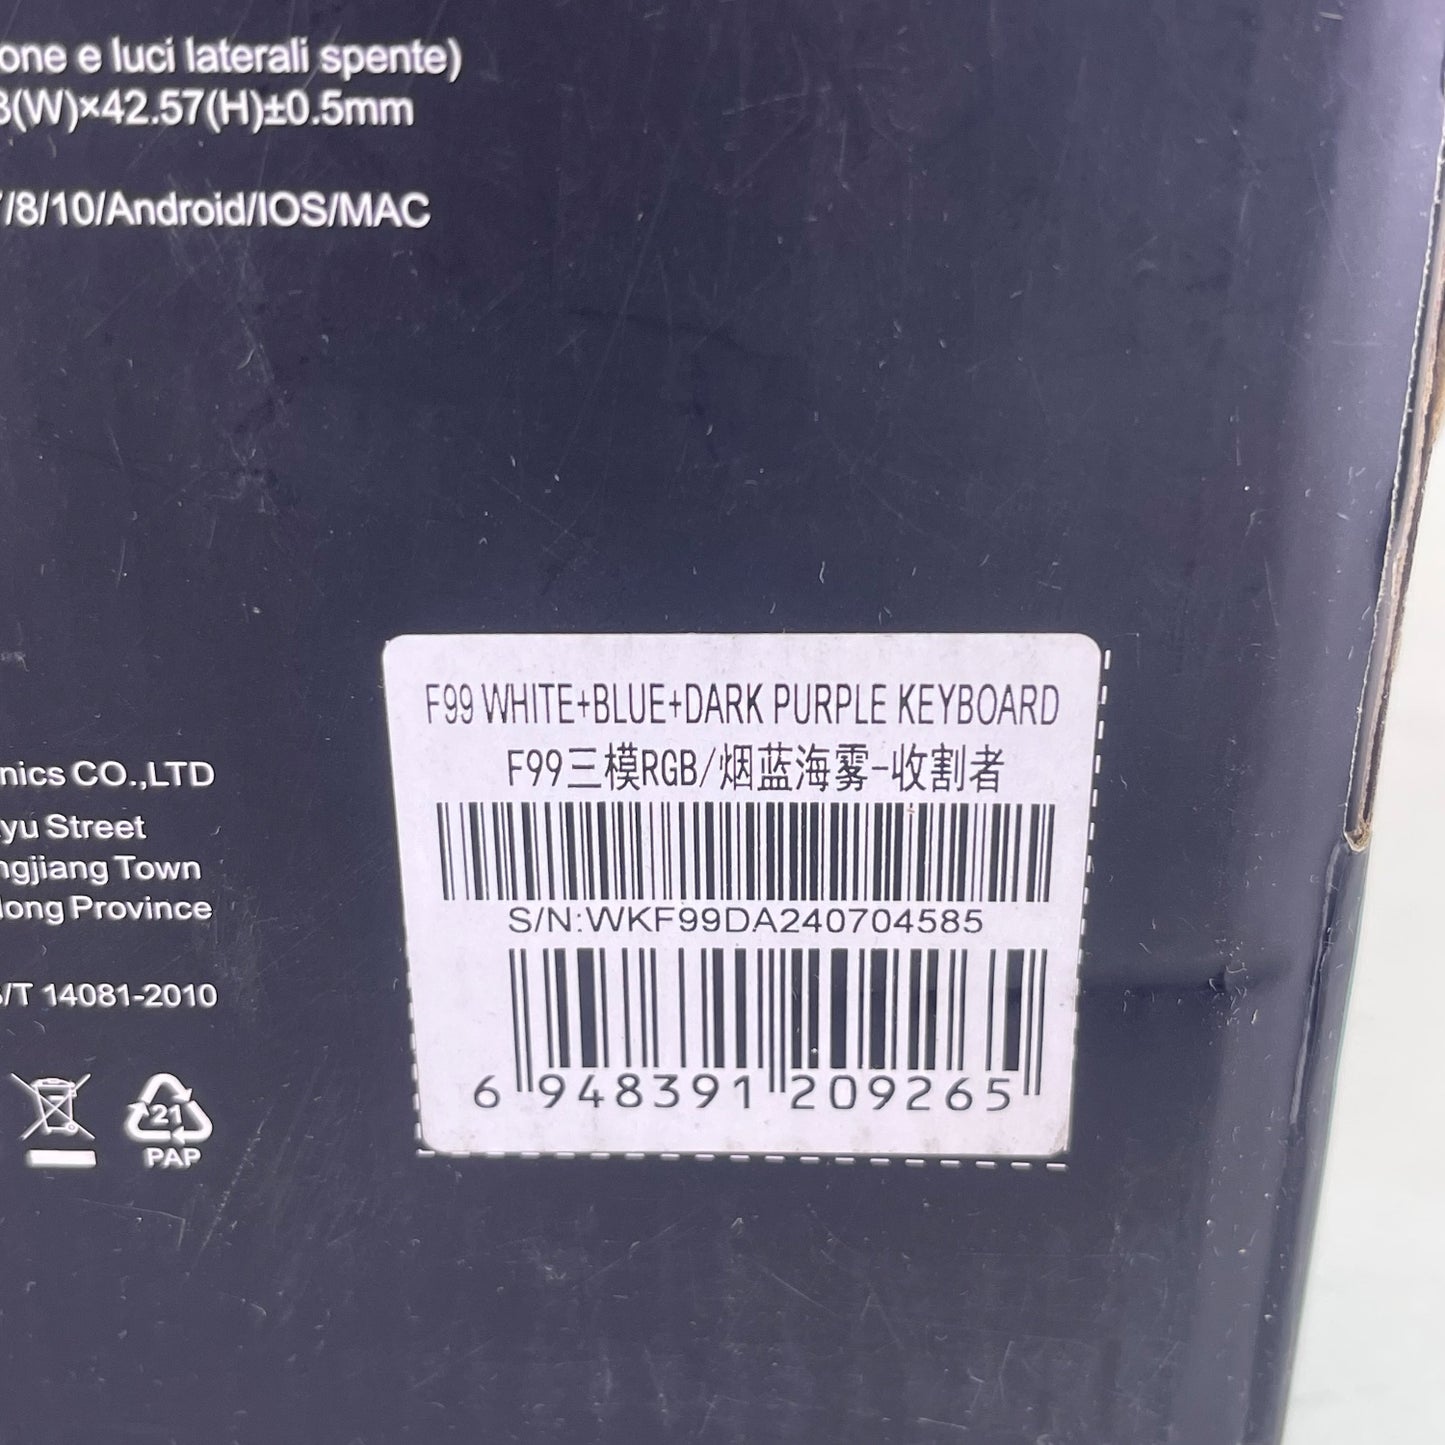 one e luci laterali spente)
3(W)×42.57(H)±0.5mm
7/8/10/Android/IOS/MAC
F99 WHITE+BLUE+DARK PURPLE KEYBOARD
F99三模RGB/烟蓝海雾-收割者
S/N:WKF99DA240704585
6 948391 209265
nics CO.,LTD
yu Street
ngjiang Town
dong Province
/T 14081-2010
21
PAP